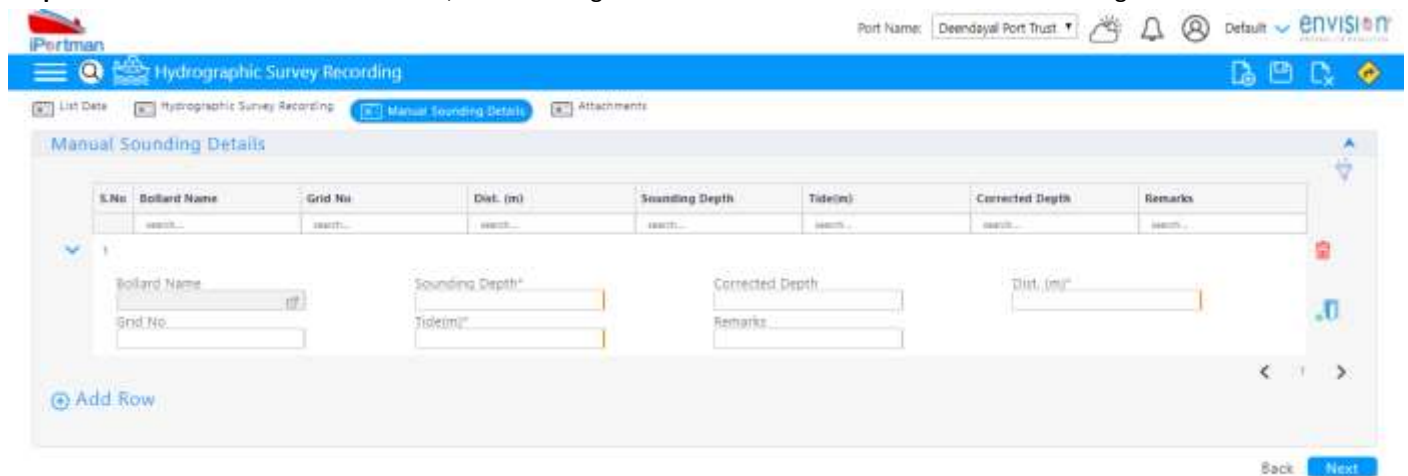 Port Name: Deendayal Port Trust Default envision
iPortman
Hydrographic Survey Recording
List Data Hydrographic Survey Recording Manual Sounding Details Attachments
Manual Sounding Details
S.No Bollard Name Grid No Dist. (m) Sounding Depth Tide(m) Corrected Depth Remarks
search... search... search... search... search... search... search...
1
Bollard Name Sounding Depth* Corrected Depth Dist. (m)*
Grid No Tide(m)* Remarks
1
Add Row
Back Next